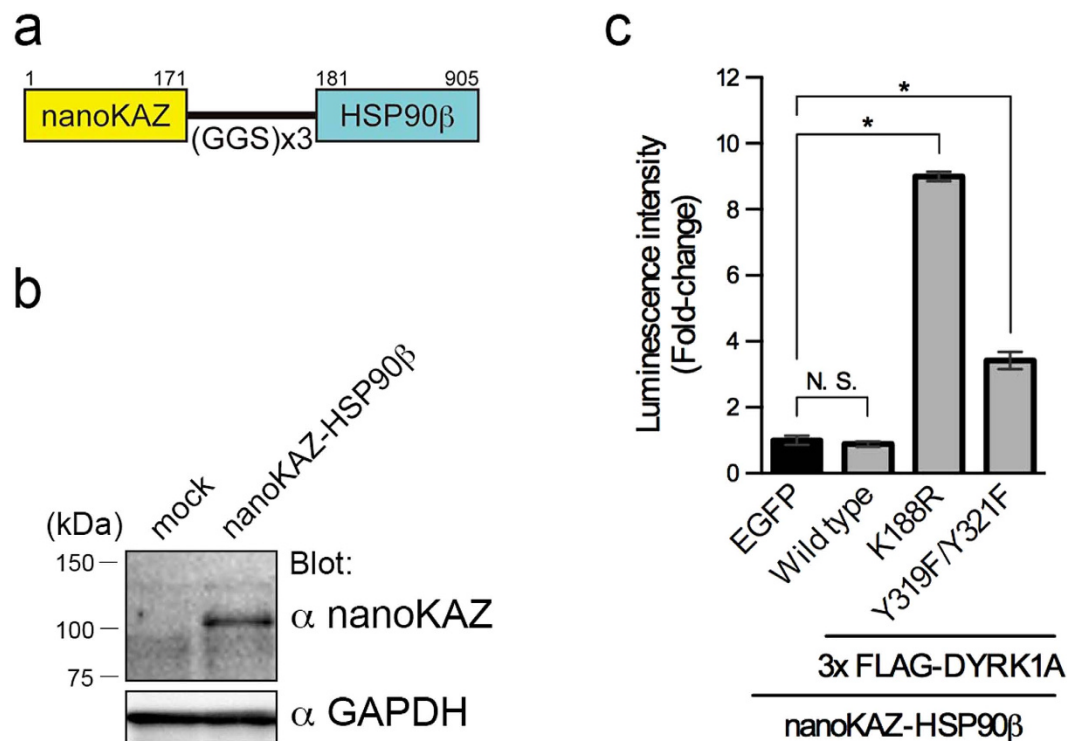 a
1 171 181 905
nanoKAZ HSP90β
(GGS)x3
b
mock
nanoKAZ-HSP90β
(kDa)
150
100
75
Blot:
α nanoKAZ
α GAPDH
c
Luminescence intensity
(Fold-change)
12
10
8
6
4
2
0
*
*
N. S.
EGFP
Wild type
K188R
Y319F/Y321F
3x FLAG-DYRK1A
nanoKAZ-HSP90β